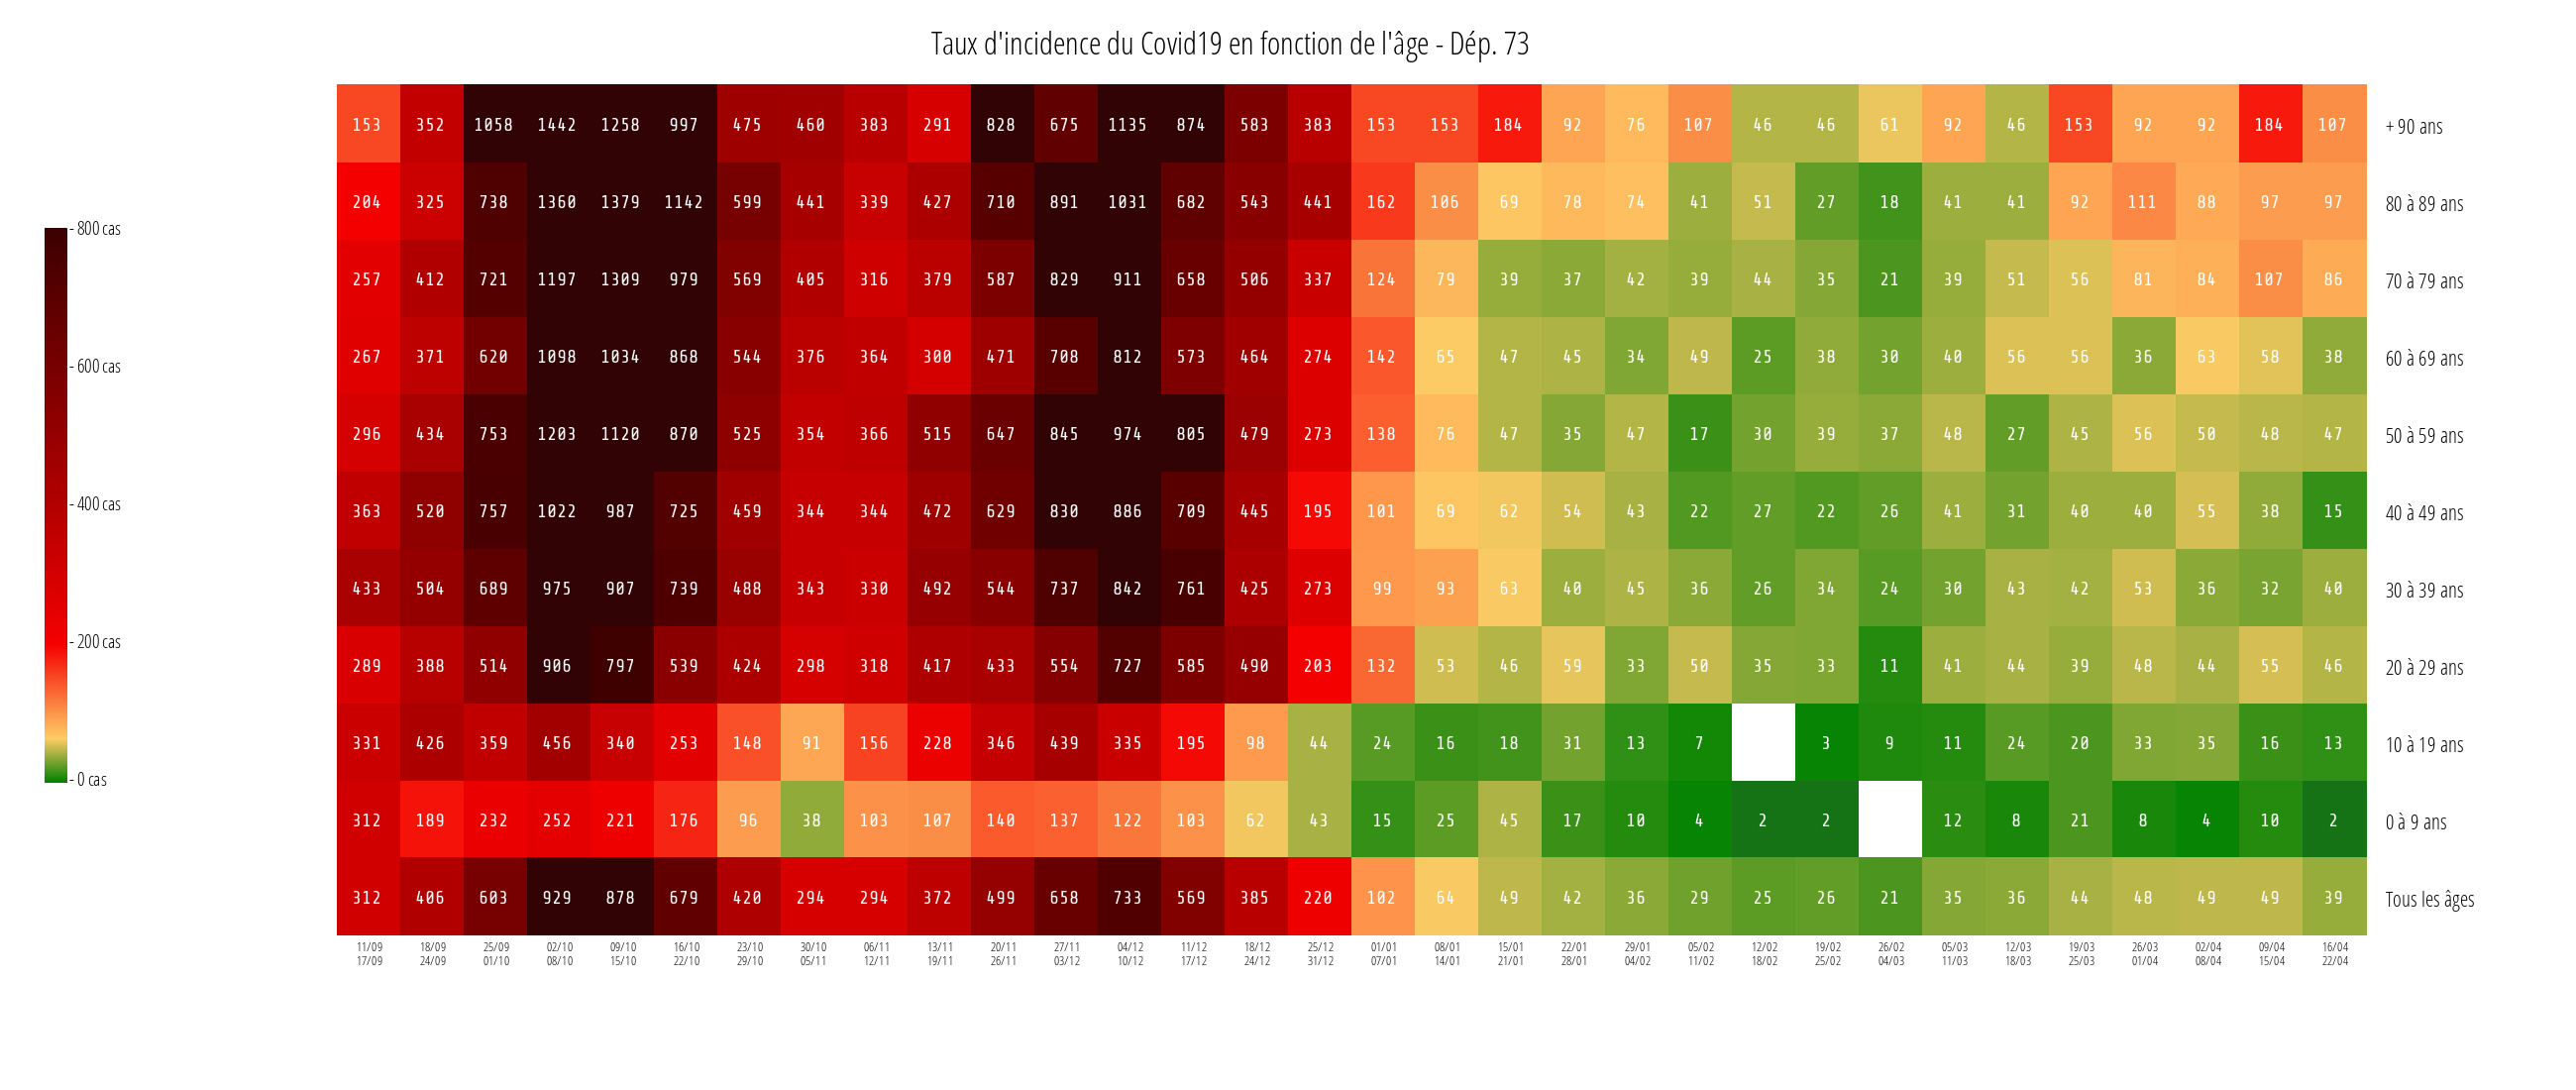 Taux d'incidence du Covid19 en fonction de l'âge - Dép. 73
153 352 1058 1442 1258 997 475 460 383 291 828 675 1135 874 583 383 153 153 184 92 76 107 46 46 61 92 46 153 92 92 184 107 + 90 ans
204 325 738 1360 1379 1142 599 441 339 427 710 891 1031 682 543 441 162 106 69 78 74 41 51 27 18 41 41 92 111 88 97 97 80 à 89 ans
257 412 721 1197 1309 979 569 405 316 379 587 829 911 658 506 337 124 79 39 37 42 39 44 35 21 39 51 56 81 84 107 86 70 à 79 ans
267 371 620 1098 1034 868 544 376 364 300 471 708 812 573 464 274 142 65 47 45 34 49 25 38 30 40 56 56 36 63 58 38 60 à 69 ans
296 434 753 1203 1120 870 525 354 366 515 647 845 974 805 479 273 138 76 47 35 47 17 30 39 37 48 27 45 56 50 48 47 50 à 59 ans
363 520 757 1022 987 725 459 344 344 472 629 830 886 709 445 195 101 69 62 54 43 22 27 22 26 41 31 40 40 55 38 15 40 à 49 ans
433 504 689 975 907 739 488 343 330 492 544 737 842 761 425 273 99 93 63 40 45 36 26 34 24 30 43 42 53 36 32 40 30 à 39 ans
289 388 514 906 797 539 424 298 318 417 433 554 727 585 490 203 132 53 46 59 33 50 35 33 11 41 44 39 48 44 55 46 20 à 29 ans
331 426 359 456 340 253 148 91 156 228 346 439 335 195 98 44 24 16 18 31 13 7 3 9 11 24 20 33 35 16 13 10 à 19 ans
312 189 232 252 221 176 96 38 103 107 140 137 122 103 62 43 15 25 45 17 10 4 2 2 12 8 21 8 4 10 2 0 à 9 ans
312 406 603 929 878 679 420 294 294 372 499 658 733 569 385 220 102 64 49 42 36 29 25 26 21 35 36 44 48 49 49 39 Tous les âges
11/09 18/09 25/09 02/10 09/10 16/10 23/10 30/10 06/11 13/11 20/11 27/11 04/12 11/12 18/12 25/12 01/01 08/01 15/01 22/01 29/01 05/02 12/02 19/02 26/02 05/03 12/03 19/03 26/03 02/04 09/04 16/04
17/09 24/09 01/10 08/10 15/10 22/10 29/10 05/11 12/11 19/11 26/11 03/12 10/12 17/12 24/12 31/12 07/01 14/01 21/01 28/01 04/02 11/02 18/02 25/02 04/03 11/03 18/03 25/03 01/04 08/04 15/04 22/04
- 800 cas
- 600 cas
- 400 cas
- 200 cas
- 0 cas